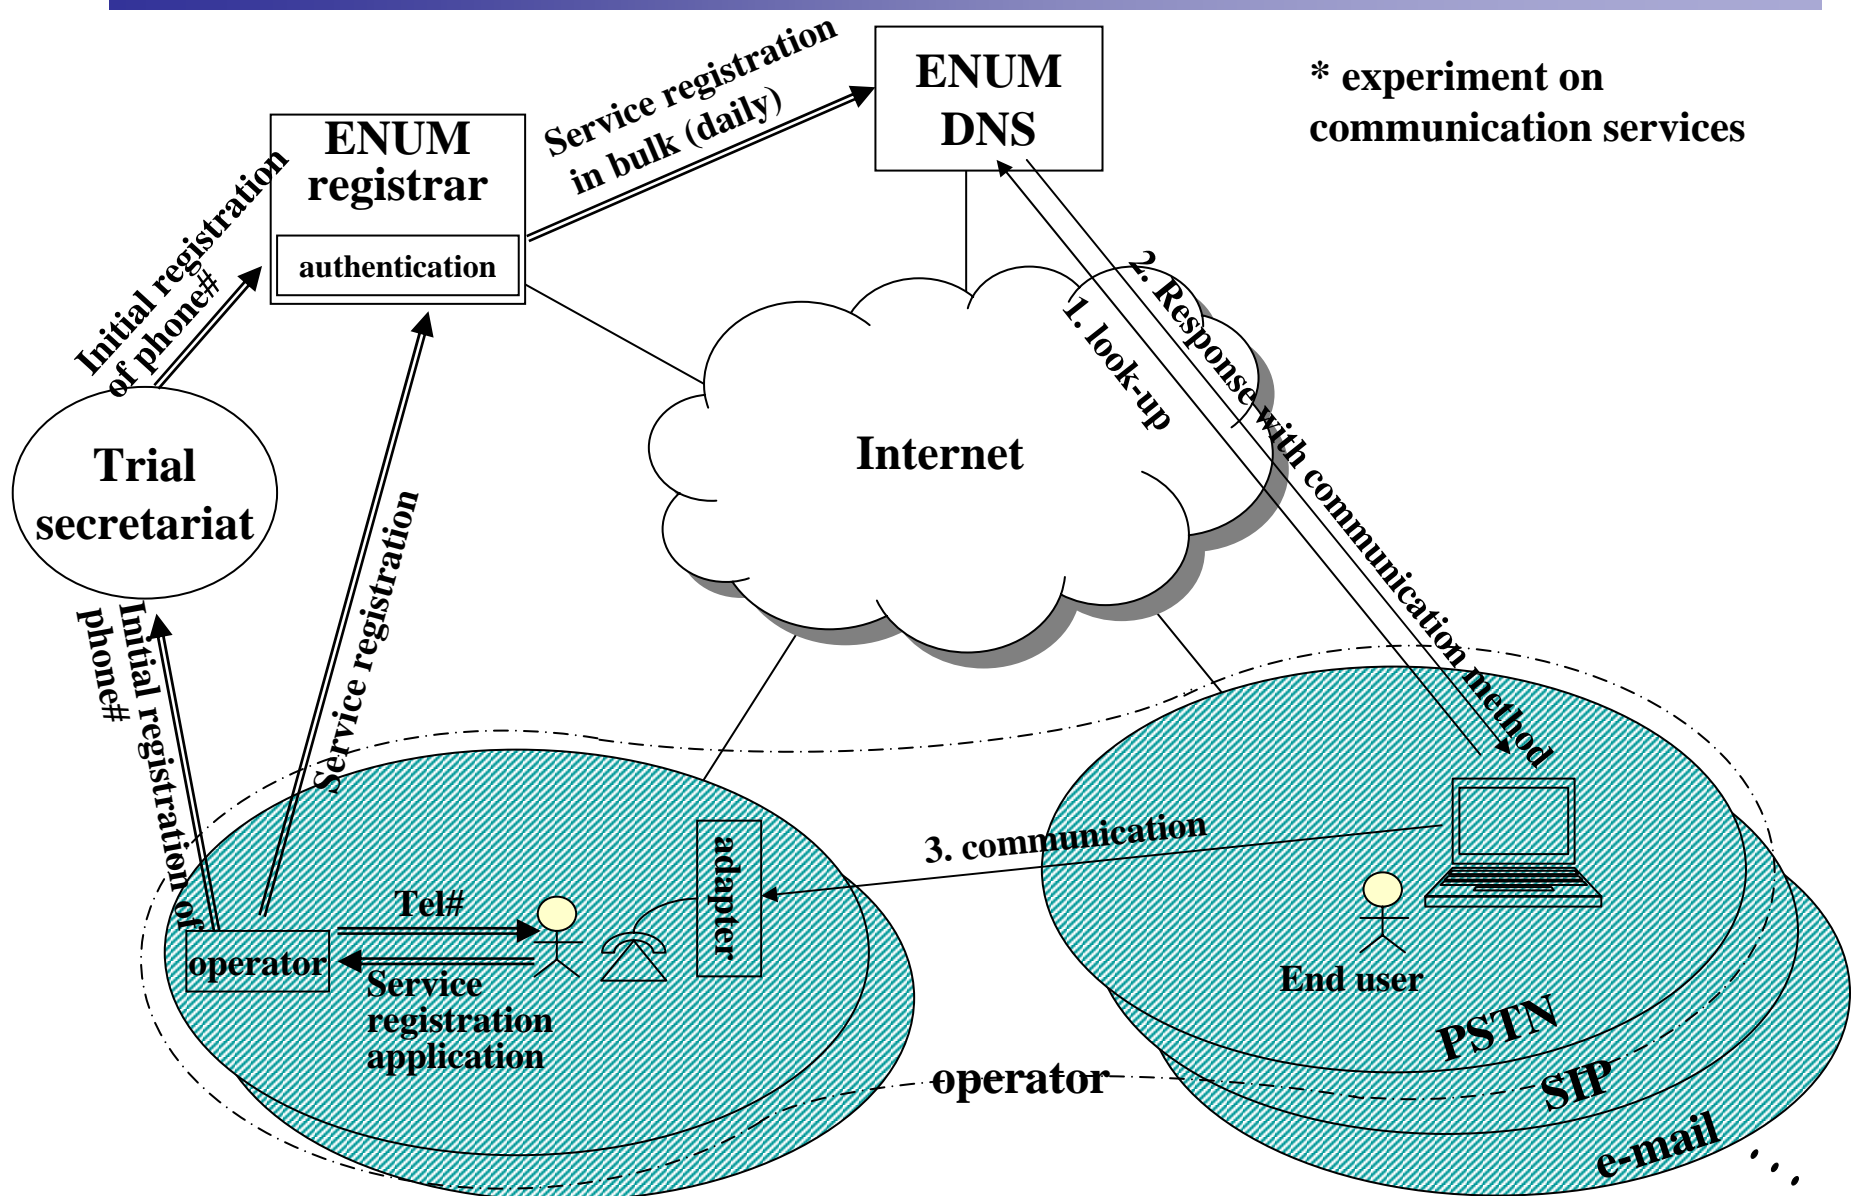 ENUM
DNS
* experiment on
communication services
Service registration
in bulk (daily)
ENUM
registrar
authentication
Initial registration
of phone#
2. Response with communication method
1. look-up
Internet
Trial
secretariat
Service registration
Initial registration of
phone#
3. communication
adapter
Tel#
operator
Service
registration
application
End user
PSTN
SIP
e-mail
operator
...